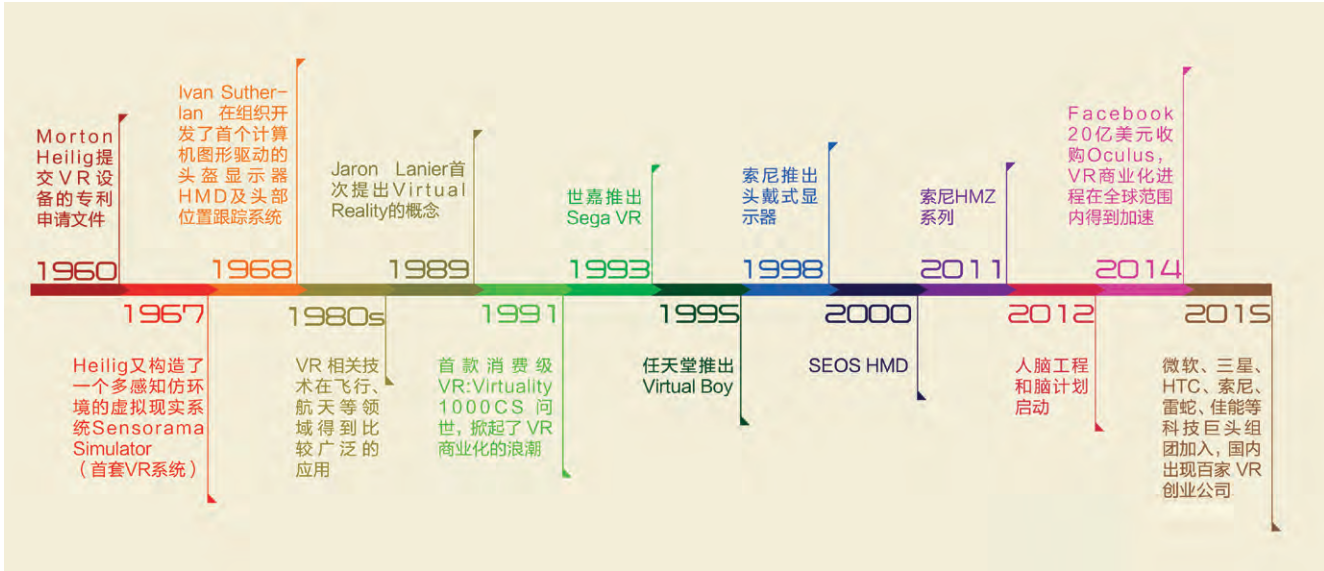 1960
Morton
Heilig提
交VR设
备的专利
申请文件
1967
Heilig又构造了
一个多感知仿环
境的虚拟现实系
统Sensorama
Simulator
（首套VR系统）
1968
Ivan Suther-
lan 在组织开
发了首个计算
机图形驱动的
头盔显示器
HMD及头部
位置跟踪系统
1980s
VR 相关技
术在飞行、
航天等领
域得到比
较广泛的
应用
1989
Jaron Lanier首
次提出Virtual
Reality的概念
1991
首款消费级
VR:Virtuality
1000CS 问
世，掀起了 VR
商业化的浪潮
1993
世嘉推出
Sega VR
1995
任天堂推出
Virtual Boy
1998
索尼推出
头戴式显
示器
2000
SEOS HMD
2011
索尼HMZ
系列
2012
人脑工程
和脑计划
启动
2014
Facebook
20亿美元收
购Oculus，
VR商业化进
程在全球范围
内得到加速
2015
微软、三星、
HTC、索尼、
雷蛇、佳能等
科技巨头组
团加入，国内
出现百家 VR
创业公司